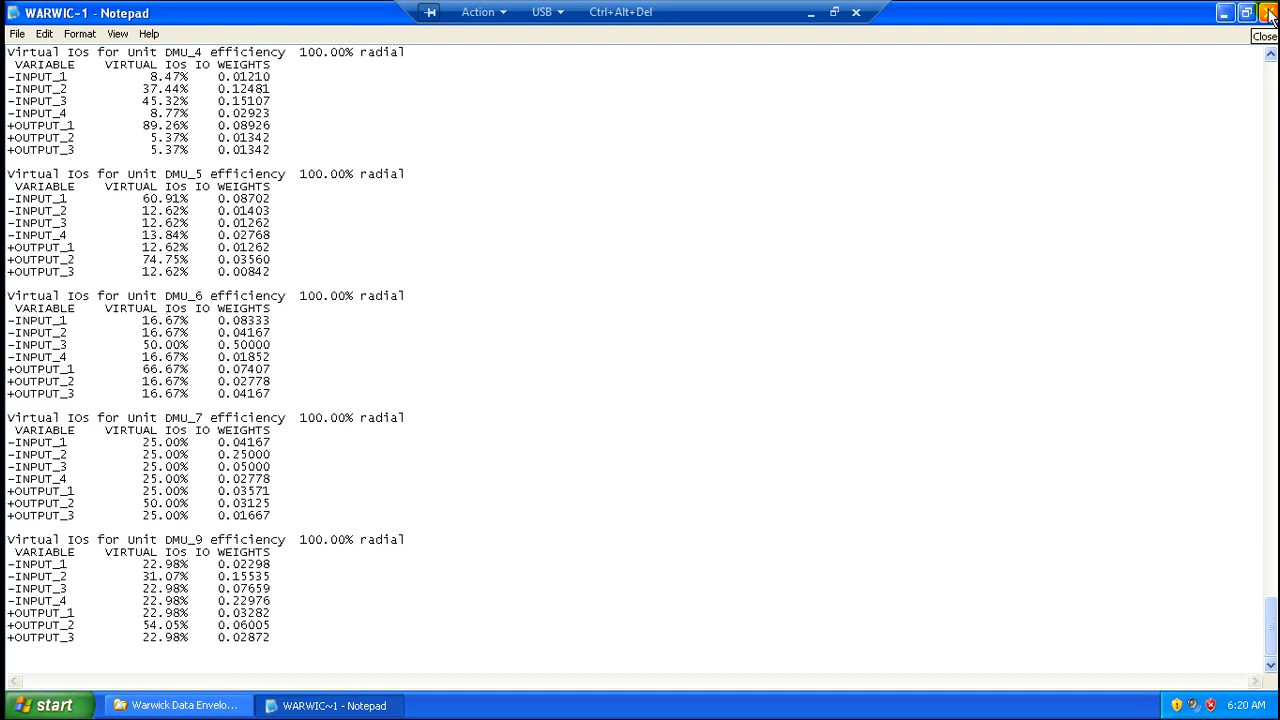 WARWIC~1 - Notepad
Action USB Ctrl+Alt+Del
File Edit Format View Help
Close
Virtual IOs for Unit DMU_4 efficiency 100.00% radial
VARIABLE VIRTUAL IOs IO WEIGHTS
-INPUT_1 8.47% 0.01210
-INPUT_2 37.44% 0.12481
-INPUT_3 45.32% 0.15107
-INPUT_4 8.77% 0.02923
+OUTPUT_1 89.26% 0.08926
+OUTPUT_2 5.37% 0.01342
+OUTPUT_3 5.37% 0.01342
Virtual IOs for Unit DMU_5 efficiency 100.00% radial
VARIABLE VIRTUAL IOs IO WEIGHTS
-INPUT_1 60.91% 0.08702
-INPUT_2 12.62% 0.01403
-INPUT_3 12.62% 0.01262
-INPUT_4 13.84% 0.02768
+OUTPUT_1 12.62% 0.01262
+OUTPUT_2 74.75% 0.03560
+OUTPUT_3 12.62% 0.00842
Virtual IOs for Unit DMU_6 efficiency 100.00% radial
VARIABLE VIRTUAL IOs IO WEIGHTS
-INPUT_1 16.67% 0.08333
-INPUT_2 16.67% 0.04167
-INPUT_3 50.00% 0.50000
-INPUT_4 16.67% 0.01852
+OUTPUT_1 66.67% 0.07407
+OUTPUT_2 16.67% 0.02778
+OUTPUT_3 16.67% 0.04167
Virtual IOs for Unit DMU_7 efficiency 100.00% radial
VARIABLE VIRTUAL IOs IO WEIGHTS
-INPUT_1 25.00% 0.04167
-INPUT_2 25.00% 0.25000
-INPUT_3 25.00% 0.05000
-INPUT_4 25.00% 0.02778
+OUTPUT_1 25.00% 0.03571
+OUTPUT_2 50.00% 0.03125
+OUTPUT_3 25.00% 0.01667
Virtual IOs for Unit DMU_9 efficiency 100.00% radial
VARIABLE VIRTUAL IOs IO WEIGHTS
-INPUT_1 22.98% 0.02298
-INPUT_2 31.07% 0.15535
-INPUT_3 22.98% 0.07659
-INPUT_4 22.98% 0.22976
+OUTPUT_1 22.98% 0.03282
+OUTPUT_2 54.05% 0.06005
+OUTPUT_3 22.98% 0.02872
start Warwick Data Envelo... WARWIC~1 - Notepad 6:20 AM